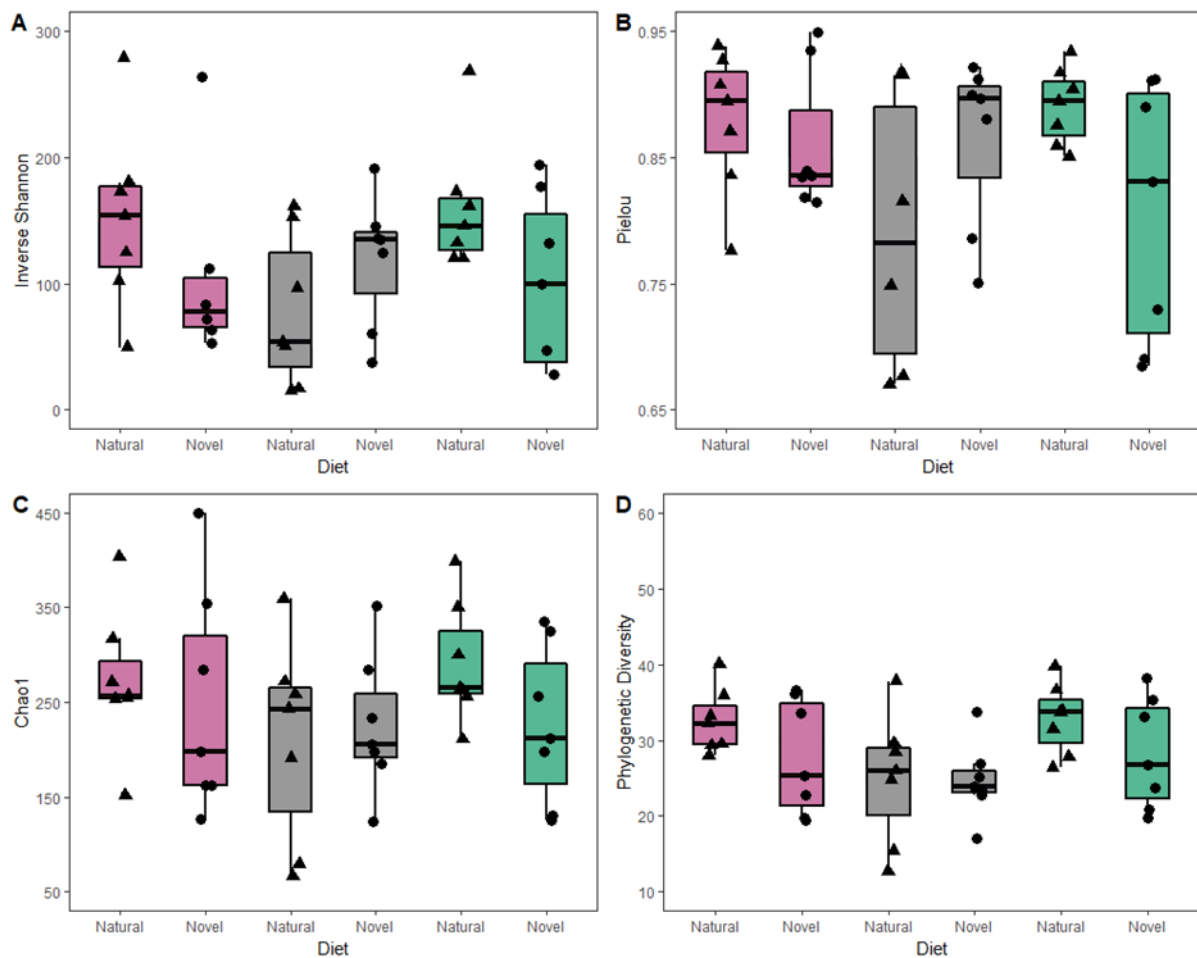 A
300
200
100
0
Inverse Shannon
Natural Novel Natural Novel Natural Novel
Diet
B
0.95
0.85
0.75
0.65
Pielou
Natural Novel Natural Novel Natural Novel
Diet
C
450
350
250
150
50
Chao1
Natural Novel Natural Novel Natural Novel
Diet
D
60
50
40
30
20
10
Phylogenetic Diversity
Natural Novel Natural Novel Natural Novel
Diet